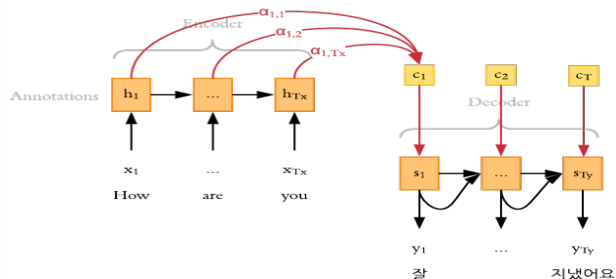 α1,1
α1,2
Encoder
α1,Tx
c1 c2 cT
Annotations h1 ... hTx
Decoder
x1 ... xTx
s1 ... sTy
How are you
y1 ... yTy
잘 지냈어요